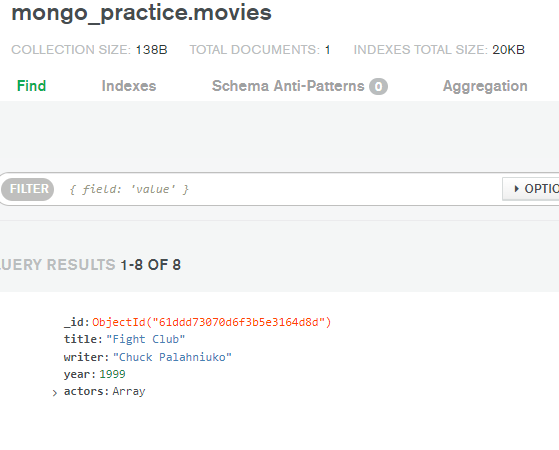 mongo_practice.movies
COLLECTION SIZE: 138B TOTAL DOCUMENTS: 1 INDEXES TOTAL SIZE: 20KB
Find Indexes Schema Anti-Patterns 0 Aggregation
FILTER { field: 'value' } OPTIO
UERY RESULTS 1-8 OF 8
_id:ObjectId("61ddd73070d6f3b5e3164d8d")
title:"Fight Club"
writer:"Chuck Palahniuko"
year:1999
actors:Array